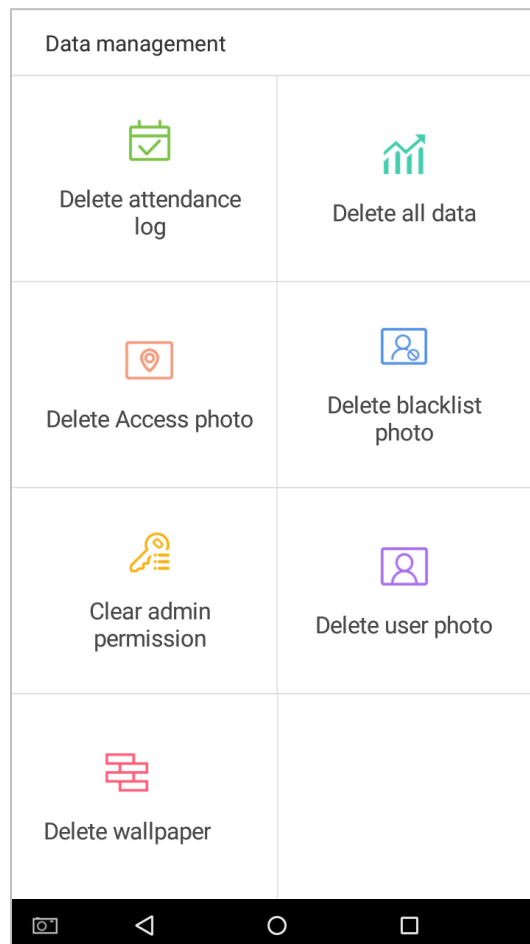 Data management
Delete attendance
log
Delete all data
Delete Access photo
Delete blacklist
photo
Clear admin
permission
Delete user photo
Delete wallpaper